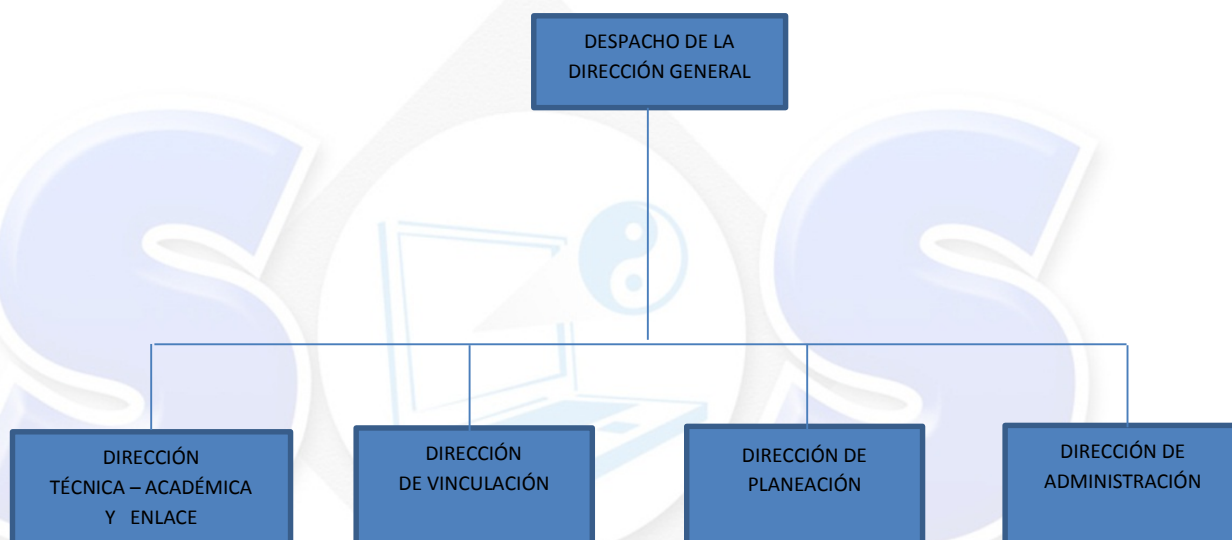 DESPACHO DE LA
DIRECCIÓN GENERAL
DIRECCIÓN
TÉCNICA – ACADÉMICA
Y ENLACE
DIRECCIÓN
DE VINCULACIÓN
DIRECCIÓN DE
PLANEACIÓN
DIRECCIÓN DE
ADMINISTRACIÓN
S
S